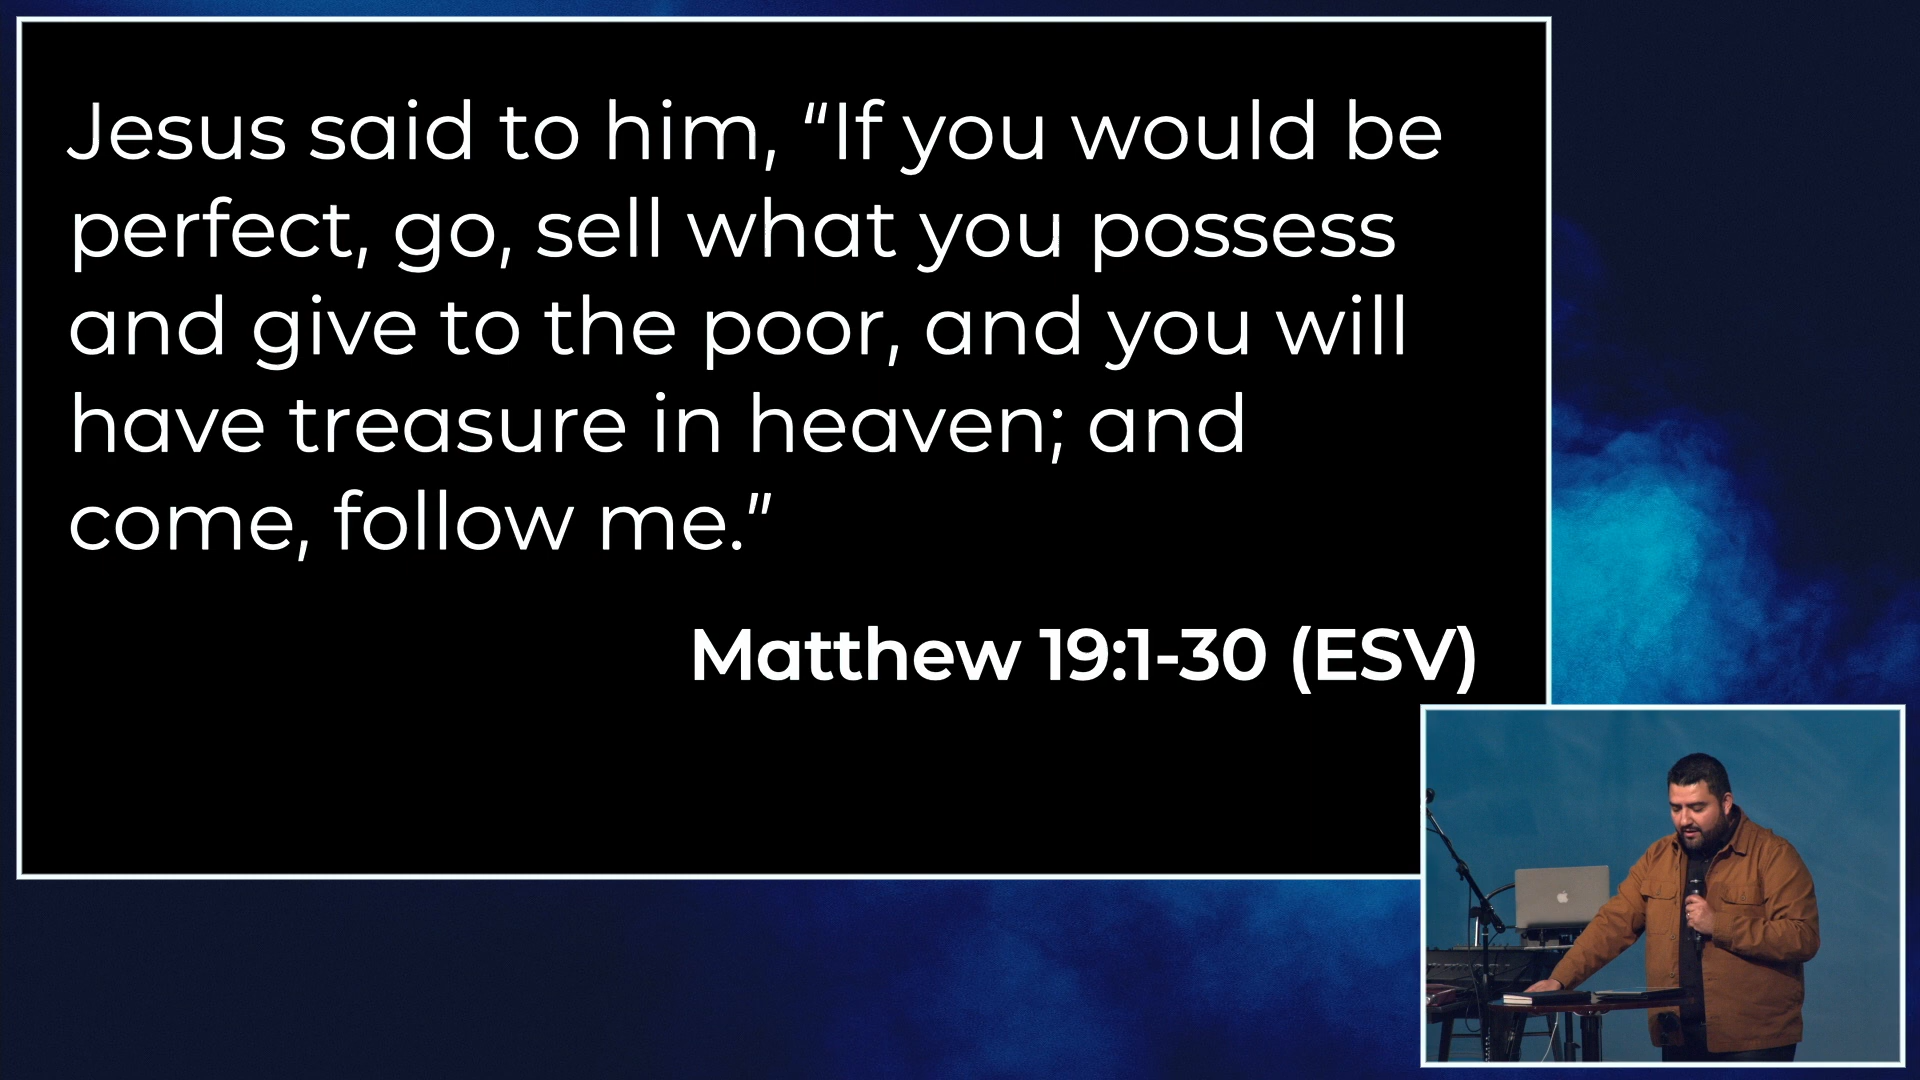 Jesus said to him, “If you would be
perfect, go, sell what you possess
and give to the poor, and you will
have treasure in heaven; and
come, follow me.”
Matthew 19:1-30 (ESV)